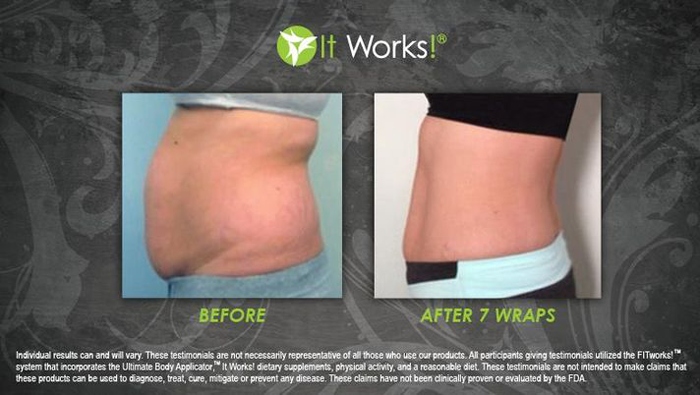 It Works!®
BEFORE
AFTER 7 WRAPS
Individual results can and will vary. These testimonials are not necessarily representative of all those who use our products. All participants giving testimonials utilized the FITworks!™
system that incorporates the Ultimate Body Applicator,™ It Works! dietary supplements, physical activity, and a reasonable diet. These testimonials are not intended to make claims that
these products can be used to diagnose, treat, cure, mitigate or prevent any disease. These claims have not been clinically proven or evaluated by the FDA.